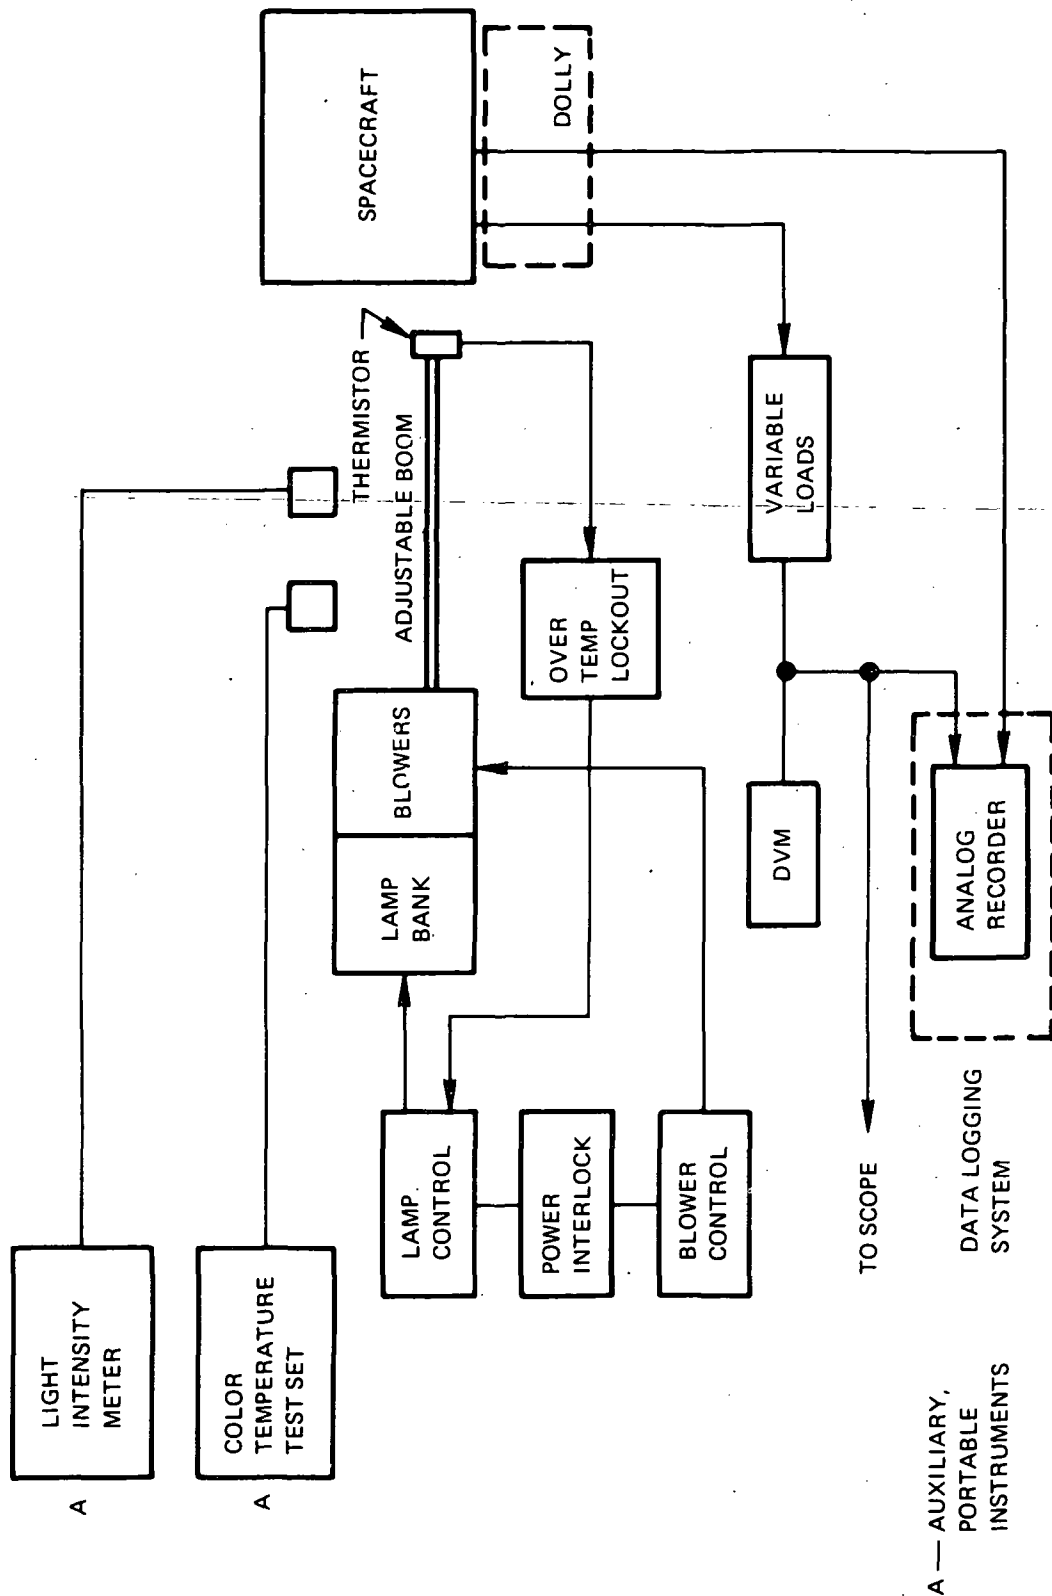 A
LIGHT
INTENSITY
METER
A
COLOR
TEMPERATURE
TEST SET
LAMP
CONTROL
POWER
INTERLOCK
BLOWER
CONTROL
LAMP
BANK
BLOWERS
ADJUSTABLE BOOM
THERMISTOR
OVER
TEMP
LOCKOUT
SPACECRAFT
DOLLY
VARIABLE
LOADS
DVM
TO SCOPE
ANALOG
RECORDER
DATA LOGGING
SYSTEM
A — AUXILIARY,
PORTABLE
INSTRUMENTS